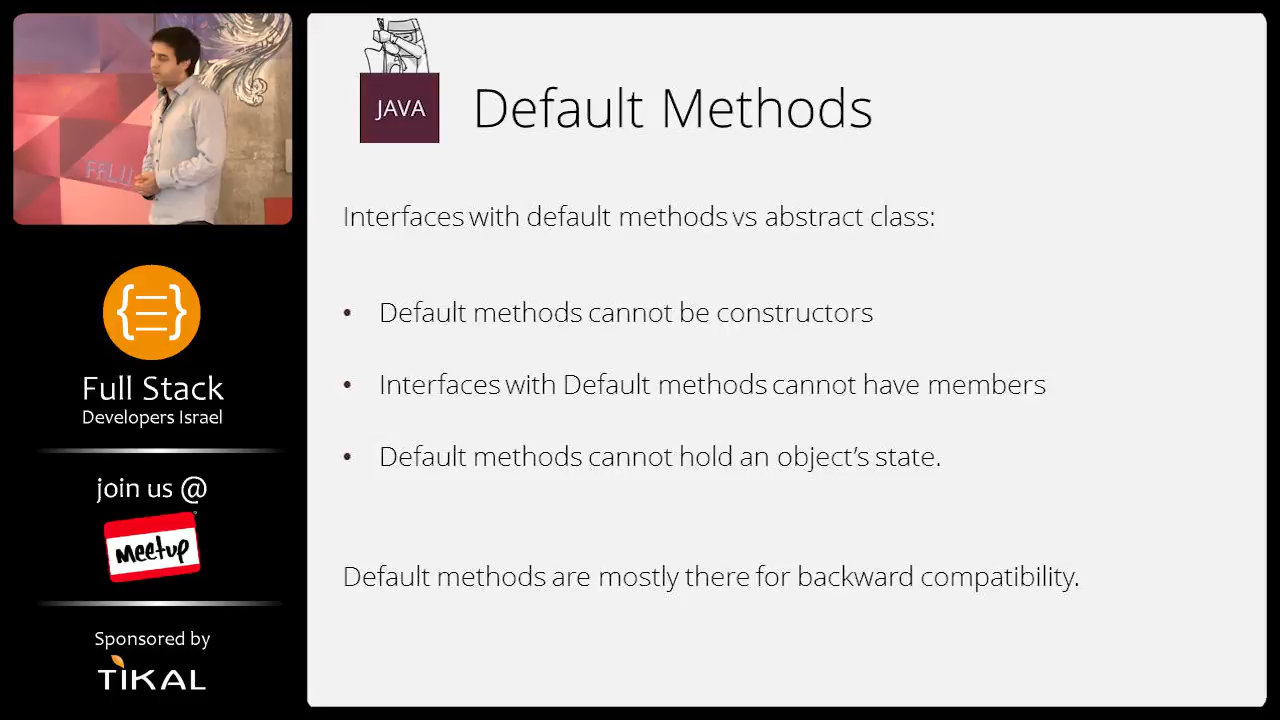 JAVA
Default Methods
Interfaces with default methods vs abstract class:
• Default methods cannot be constructors
• Interfaces with Default methods cannot have members
• Default methods cannot hold an object's state.
Default methods are mostly there for backward compatibility.
{ }
Full Stack
Developers Israel
join us @
meetup
Sponsored by
TIKAL